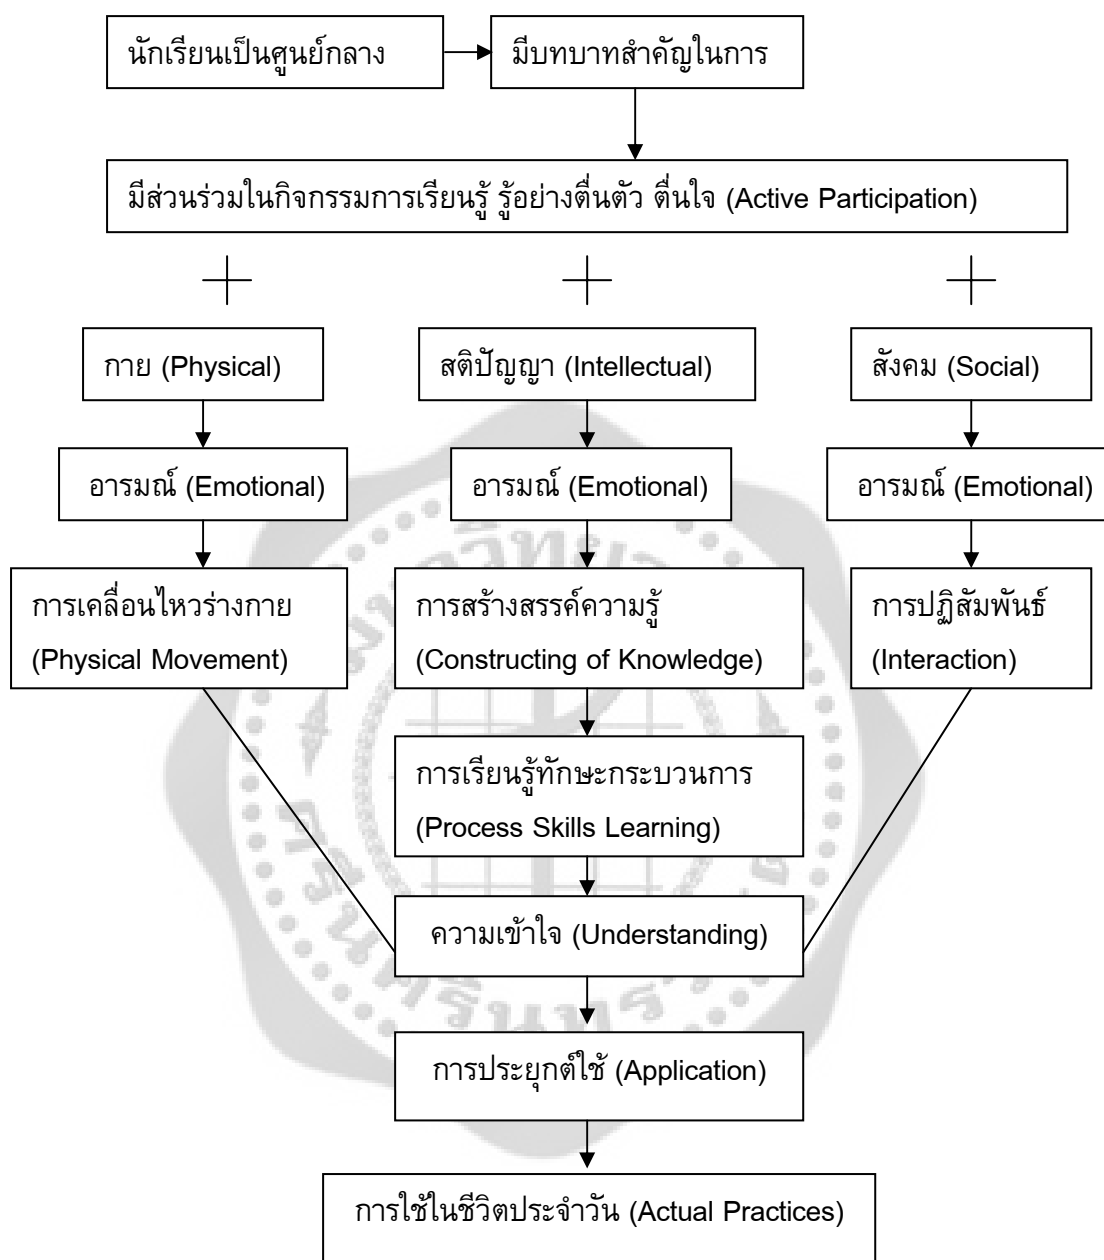 นักเรียนเป็นศูนย์กลาง
มีบทบาทสำคัญในการ
มีส่วนร่วมในกิจกรรมการเรียนรู้ รู้อย่างตื่นตัว ตื่นใจ (Active Participation)
กาย (Physical)
สติปัญญา (Intellectual)
สังคม (Social)
อารมณ์ (Emotional)
อารมณ์ (Emotional)
อารมณ์ (Emotional)
การเคลื่อนไหวร่างกาย
(Physical Movement)
การสร้างสรรค์ความรู้
(Constructing of Knowledge)
การปฏิสัมพันธ์
(Interaction)
การเรียนรู้ทักษะกระบวนการ
(Process Skills Learning)
ความเข้าใจ (Understanding)
การประยุกต์ใช้ (Application)
การใช้ในชีวิตประจำวัน (Actual Practices)